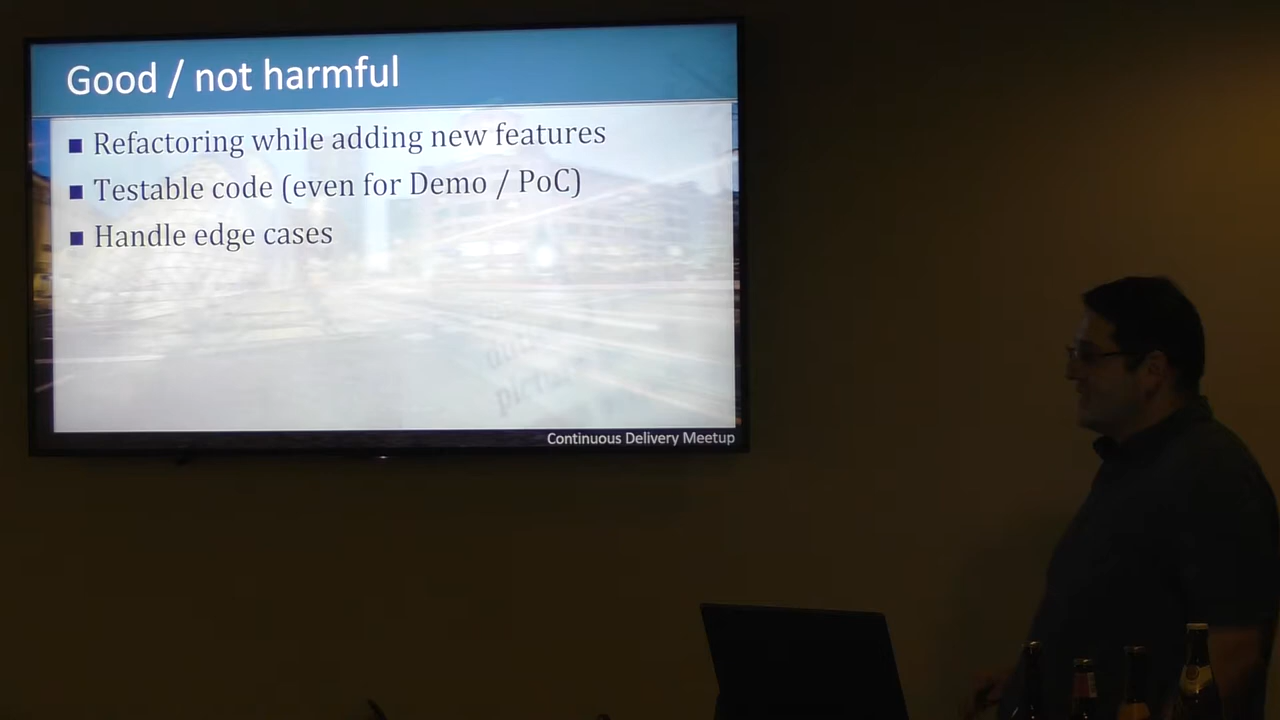 Good / not harmful
Refactoring while adding new features
Testable code (even for Demo / PoC)
Handle edge cases
Continuous Delivery Meetup